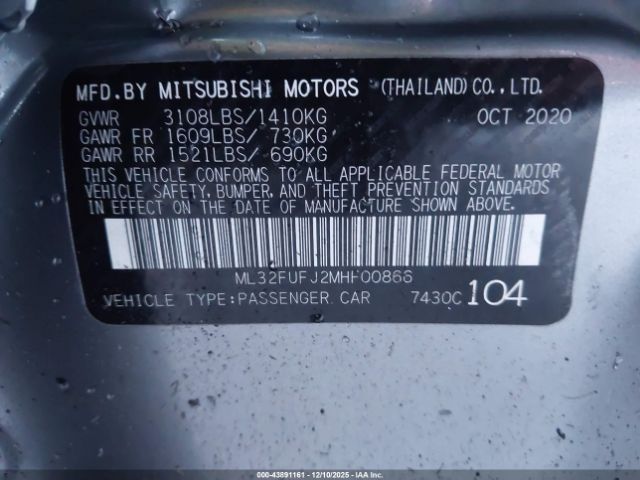 MFD.BY MITSUBISHI MOTORS (THAILAND) CO.,LTD.
GVWR 3108LBS/1410KG OCT 2020
GAWR FR 1609LBS/ 730KG
GAWR RR 1521LBS/ 690KG
THIS VEHICLE CONFORMS TO ALL APPLICABLE FEDERAL MOTOR
VEHICLE SAFETY, BUMPER, AND THEFT PREVENTION STANDARDS
IN EFFECT ON THE DATE OF MANUFACTURE SHOWN ABOVE.
ML32FUFJ2MHF00866
VEHICLE TYPE:PASSENGER CAR 7430C 104
000-43891161 - 12/10/2025 - IAAI.COM